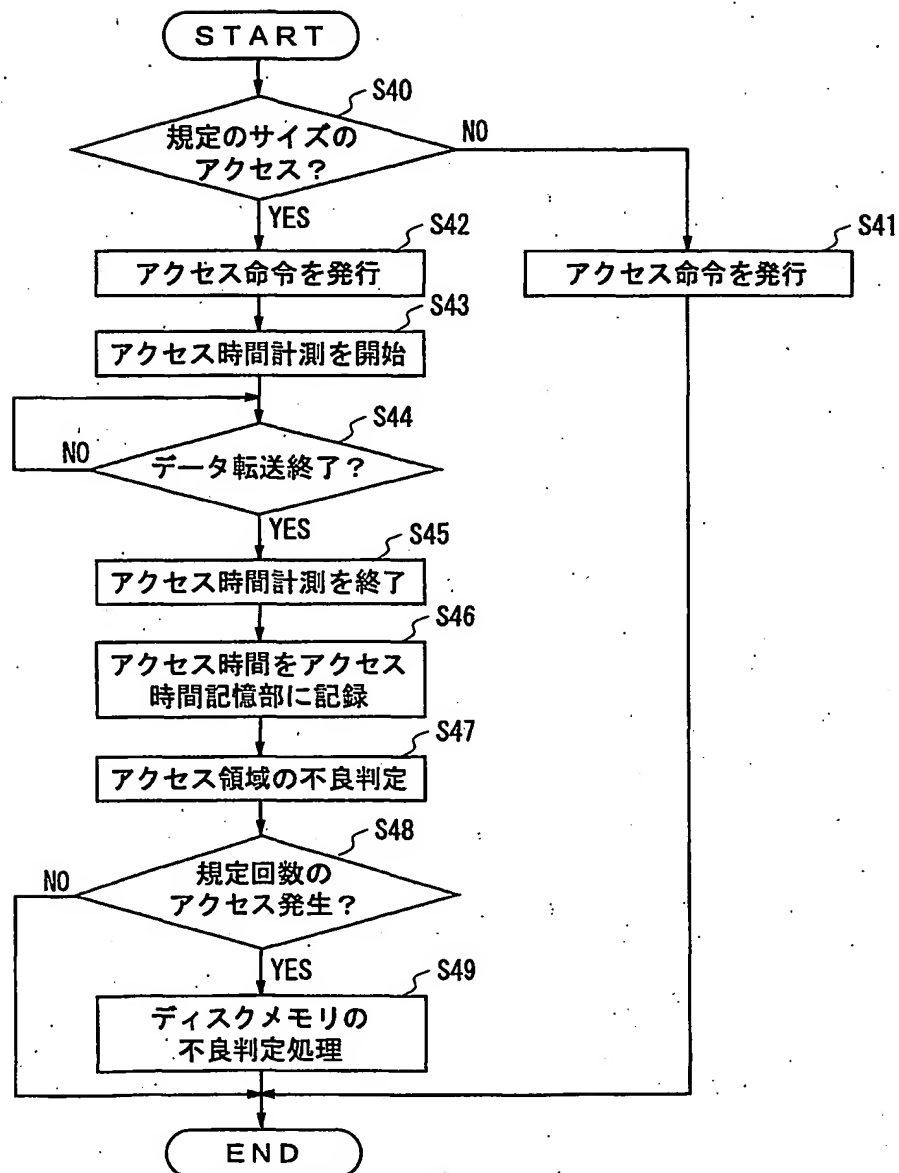 START
S40
規定のサイズの
アクセス?
NO
YES
S42
アクセス命令を発行
S41
アクセス命令を発行
S43
アクセス時間計測を開始
S44
データ転送終了?
NO
YES
S45
アクセス時間計測を終了
S46
アクセス時間をアクセス
時間記憶部に記録
S47
アクセス領域の不良判定
S48
規定回数の
アクセス発生?
NO
YES
S49
ディスクメモリの
不良判定処理
END